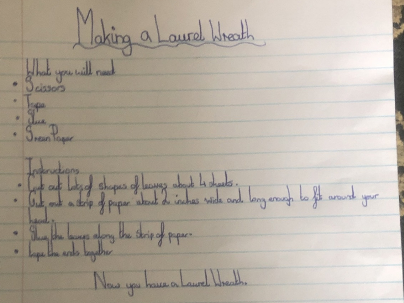 Making a Laurel Wreath
What you will need
• Scissors
• Tape
• Glue
• Green Paper
Instructions
• Cut out lots of shapes of leaves about 4 sheets.
• Cut out a strip of paper about 2 inches wide and long enough to fit around your
head.
• Glue the leaves along the strip of paper.
• tape the ends together
Now you have a Laurel Wreath.